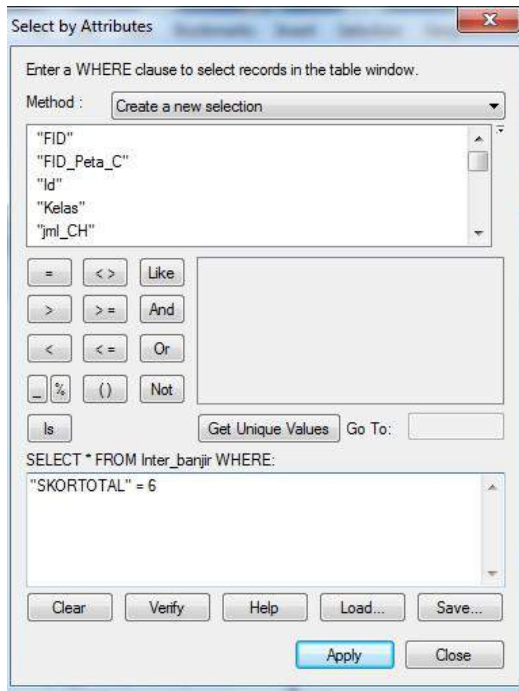 Select by Attributes
Enter a WHERE clause to select records in the table window.
Method : Create a new selection
"FID"
"FID_Peta_C"
"Id"
"Kelas"
"jml_CH"
= < > Like
> > = And
< < = Or
_ % ( ) Not
Is Get Unique Values Go To:
SELECT * FROM Inter_banjir WHERE:
"SKORTOTAL" = 6
Clear Verify Help Load... Save...
Apply Close